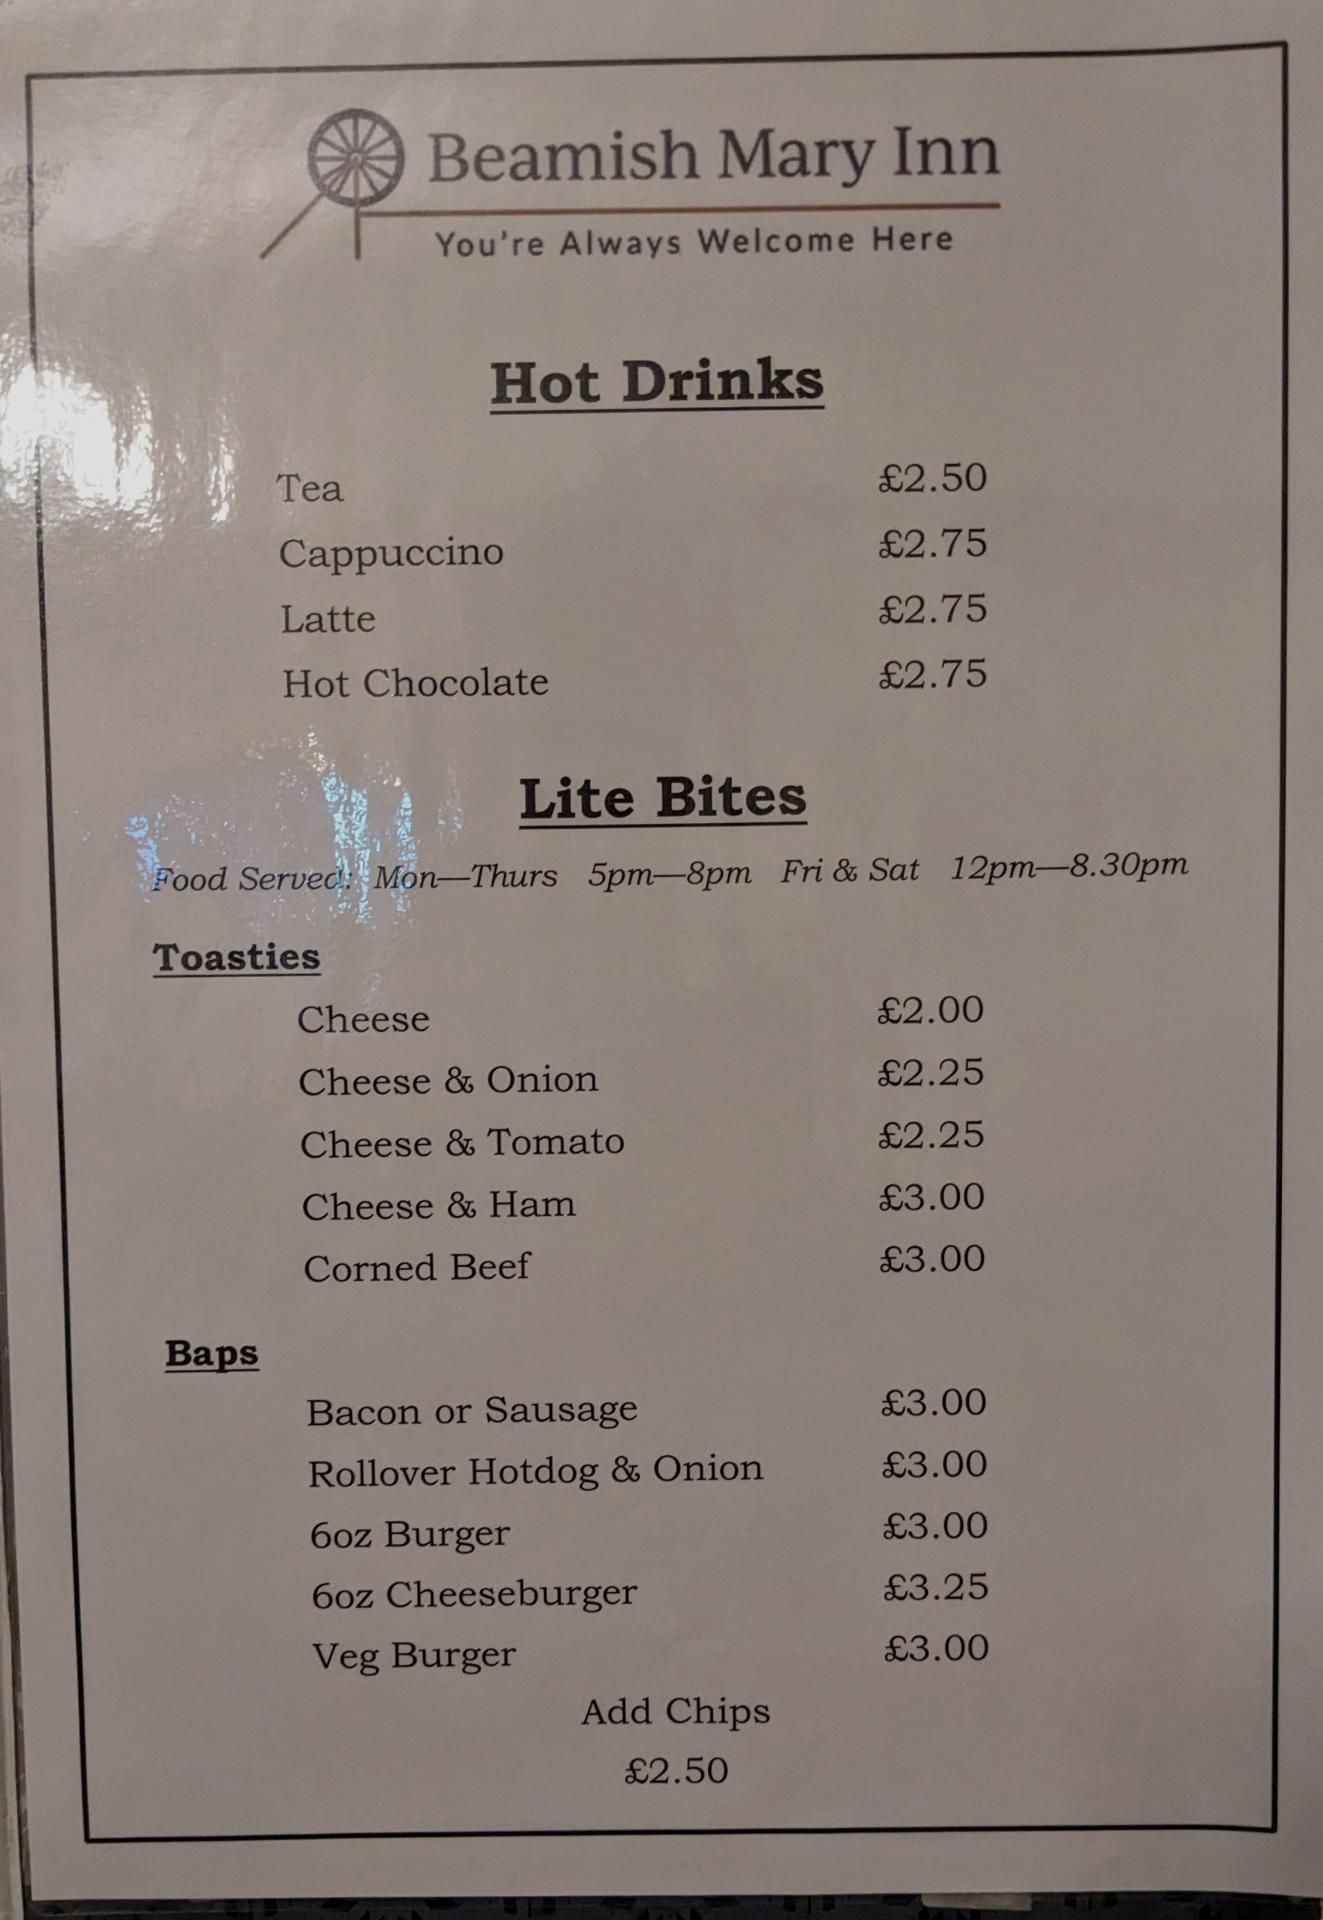 Beamish Mary Inn
You're Always Welcome Here
Hot Drinks
Tea £2.50
Cappuccino £2.75
Latte £2.75
Hot Chocolate £2.75
Lite Bites
Food Served: Mon—Thurs 5pm—8pm Fri & Sat 12pm—8.30pm
Toasties
Cheese £2.00
Cheese & Onion £2.25
Cheese & Tomato £2.25
Cheese & Ham £3.00
Corned Beef £3.00
Baps
Bacon or Sausage £3.00
Rollover Hotdog & Onion £3.00
6oz Burger £3.00
6oz Cheeseburger £3.25
Veg Burger £3.00
Add Chips
£2.50